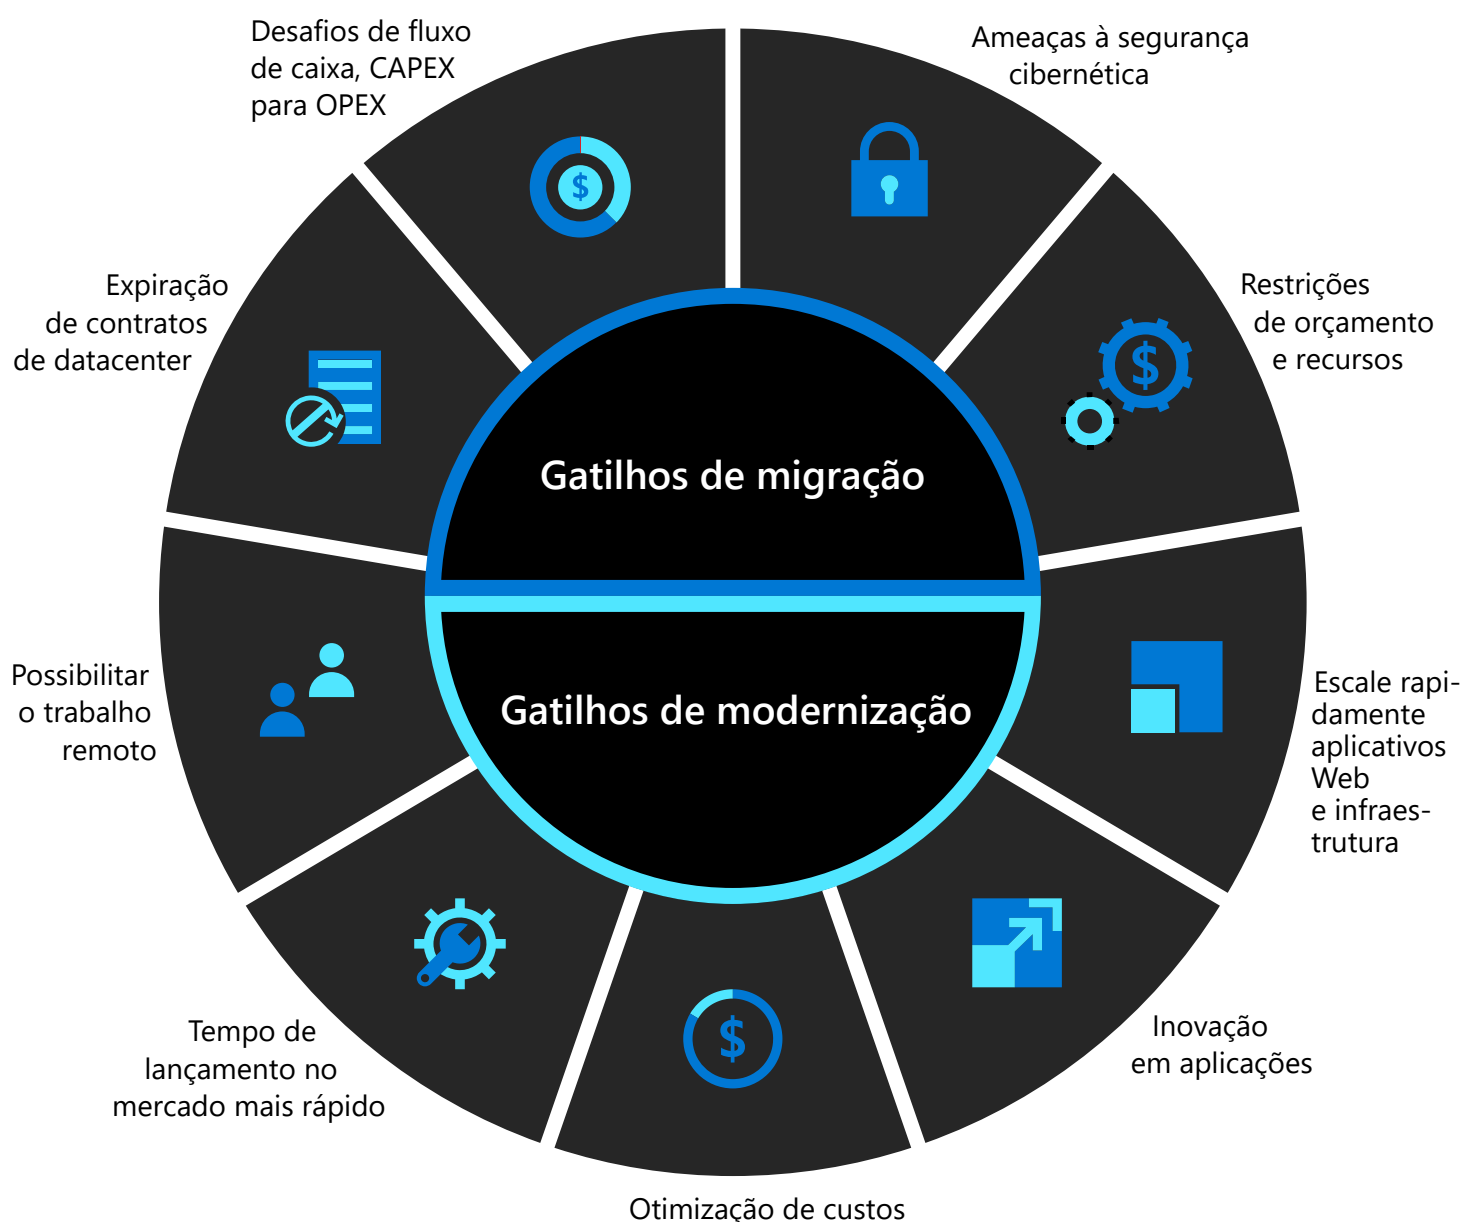 Desafios de fluxo
de caixa, CAPEX
para OPEX
Ameaças à segurança
cibernética
Expiração
de contratos
de datacenter
$
Restrições
de orçamento
e recursos
$
Gatilhos de migração
Gatilhos de modernização
Possibilitar
o trabalho
remoto
Escale rapi-
damente
aplicativos
Web
e infraes-
trutura
Tempo de
lançamento no
mercado mais rápido
$
Inovação
em aplicações
Otimização de custos